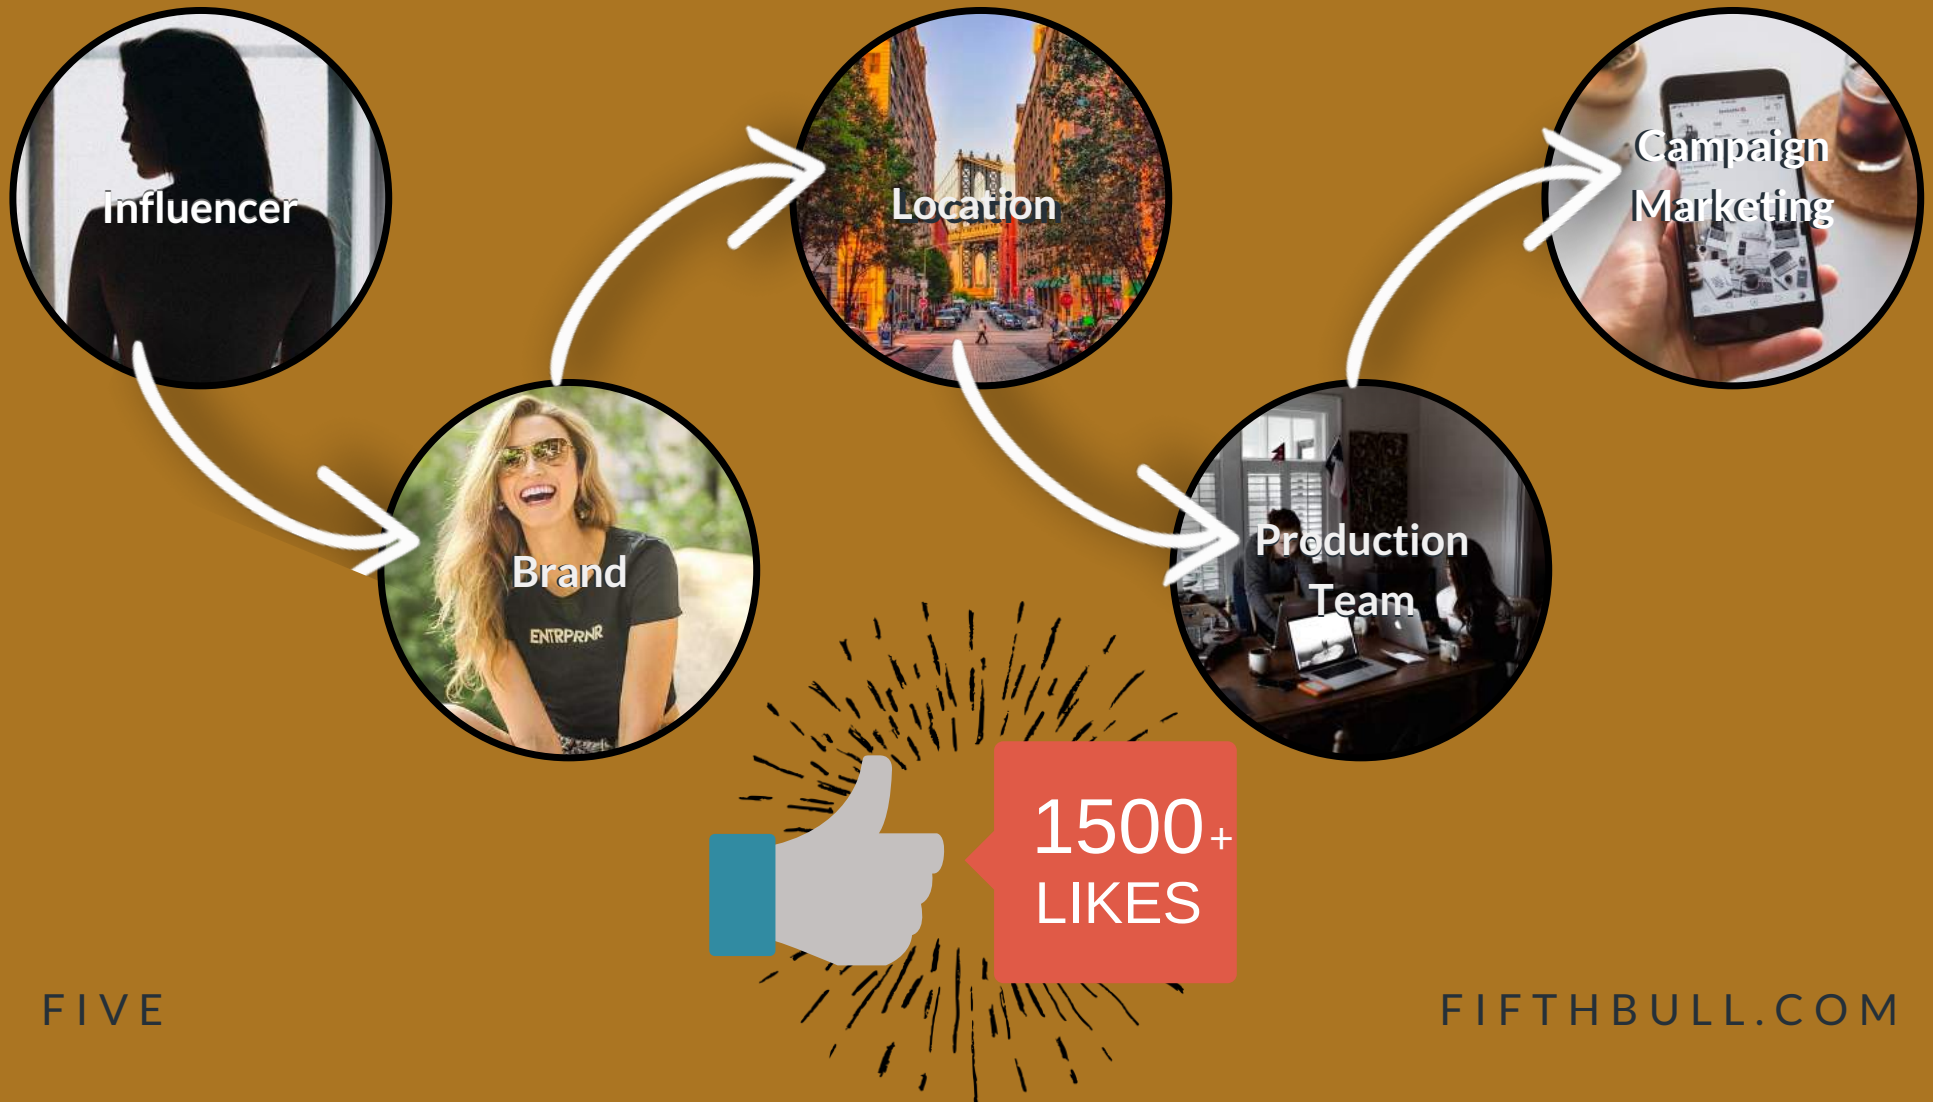 Influencer
Brand
Location
Production
Team
Campaign
Marketing
ENTRPRNR
1500+
LIKES
FIVE
FIFTHBULL.COM